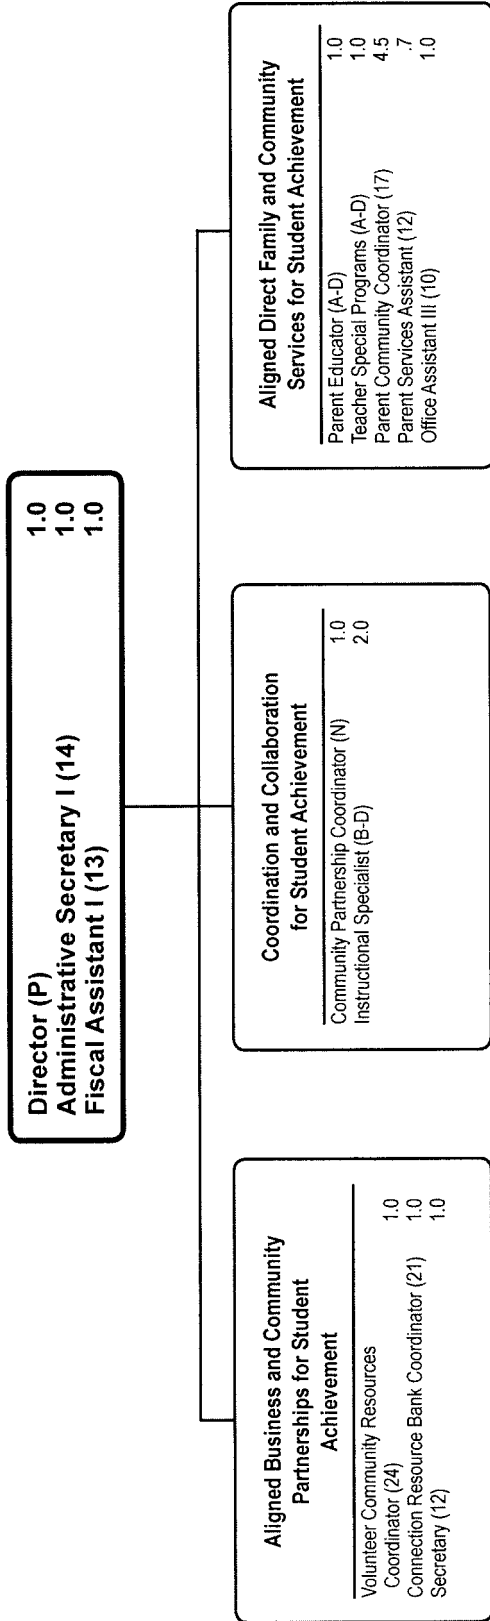 Director (P) 1.0
Administrative Secretary I (14) 1.0
Fiscal Assistant I (13) 1.0
Aligned Business and Community
Partnerships for Student
Achievement
Volunteer Community Resources
Coordinator (24) 1.0
Connection Resource Bank Coordinator (21) 1.0
Secretary (12) 1.0
Coordination and Collaboration
for Student Achievement
Community Partnership Coordinator (N) 1.0
Instructional Specialist (B-D) 2.0
Aligned Direct Family and Community
Services for Student Achievement
Parent Educator (A-D) 1.0
Teacher Special Programs (A-D) 1.0
Parent Community Coordinator (17) 4.5
Parent Services Assistant (12) .7
Office Assistant III (10) 1.0